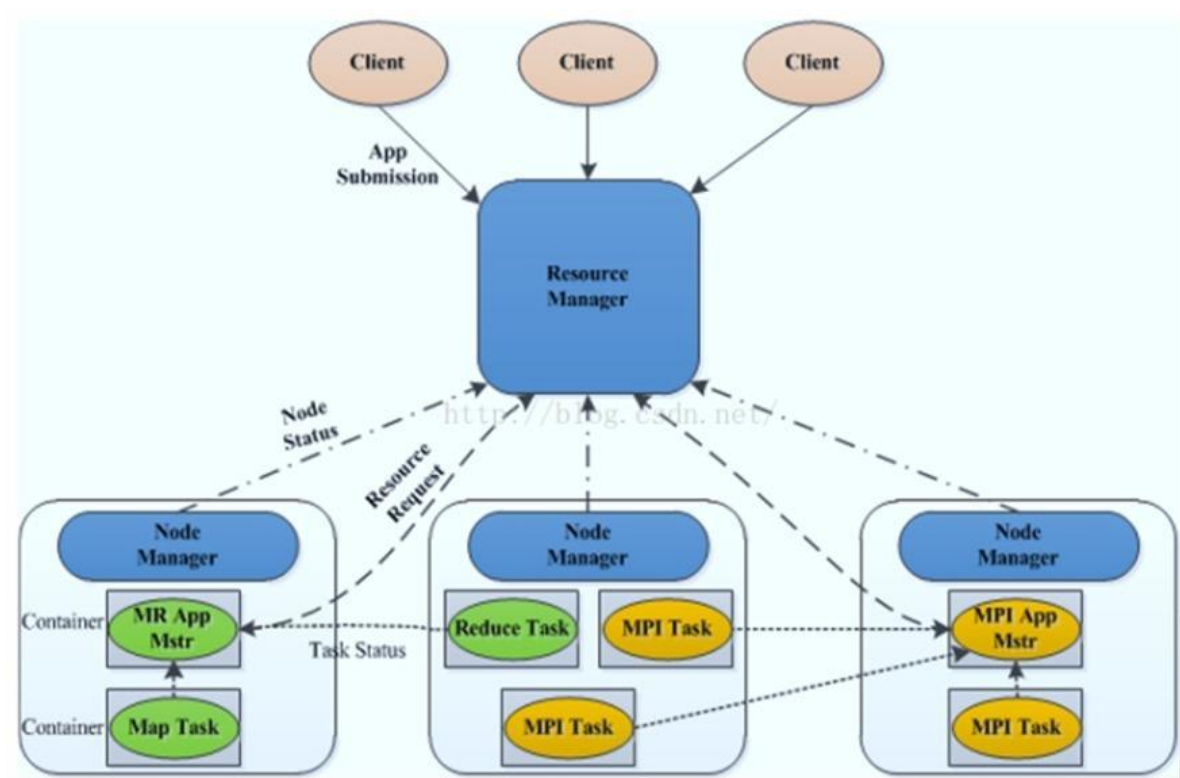 Client
Client
Client
App
Submission
Resource
Manager
http://blog.csdn.net/
Node
Status
Resource
Request
Node
Manager
Node
Manager
Node
Manager
Container
MR App
Mstr
Reduce Task
MPI Task
MPI App
Mstr
Task Status
Container
Map Task
MPI Task
MPI Task